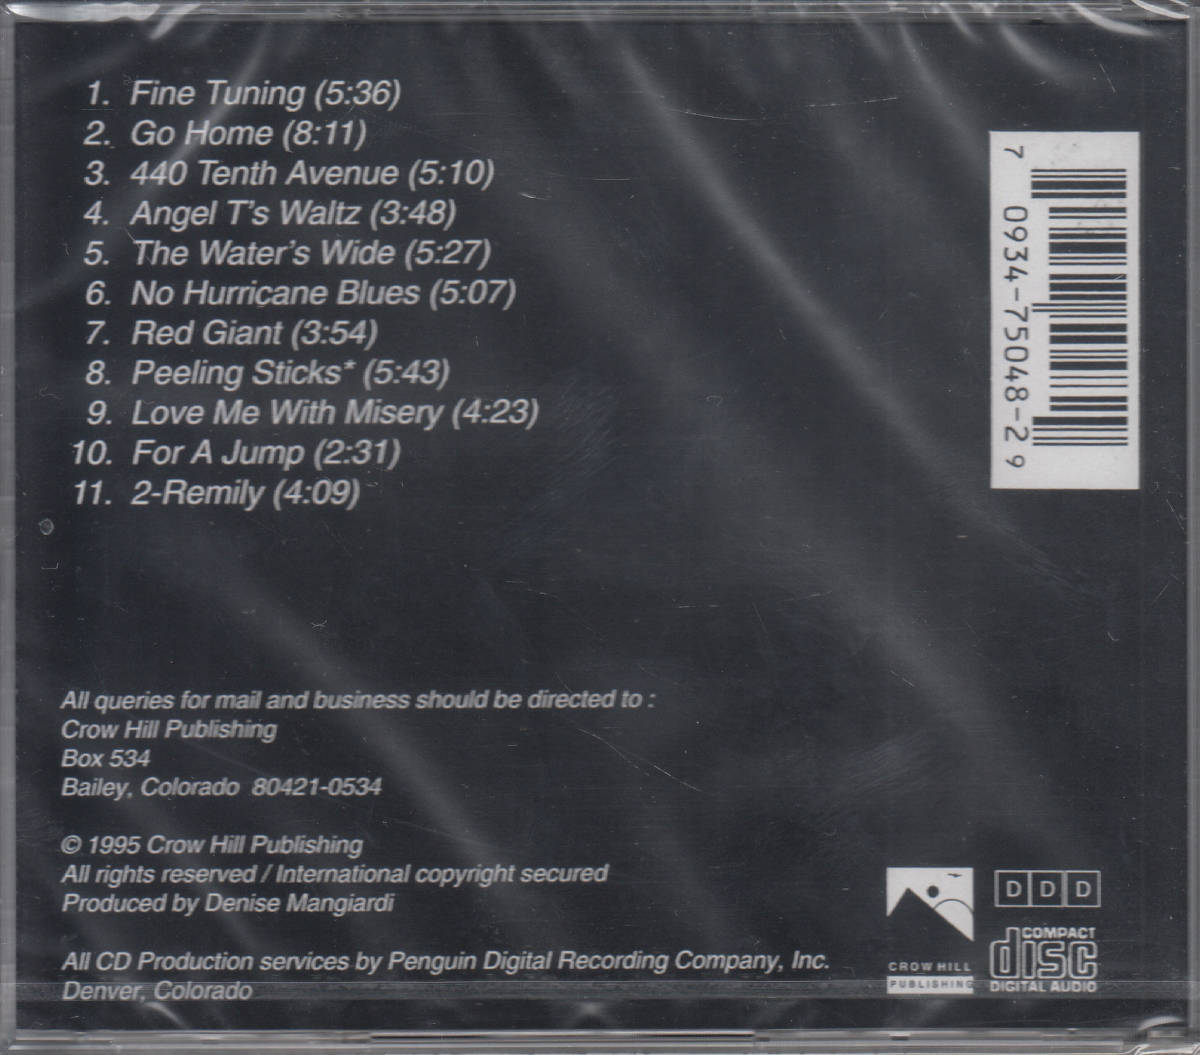 1. Fine Tuning (5:36)
2. Go Home (8:11)
3. 440 Tenth Avenue (5:10)
4. Angel T's Waltz (3:48)
5. The Water's Wide (5:27)
6. No Hurricane Blues (5:07)
7. Red Giant (3:54)
8. Peeling Sticks* (5:43)
9. Love Me With Misery (4:23)
10. For A Jump (2:31)
11. 2-Remily (4:09)
7 0934-75048-2 9
All queries for mail and business should be directed to :
Crow Hill Publishing
Box 534
Bailey, Colorado 80421-0534
© 1995 Crow Hill Publishing
All rights reserved / International copyright secured
Produced by Denise Mangiardi
All CD Production services by Penguin Digital Recording Company, Inc.
Denver, Colorado
CROW HILL
PUBLISHING
D D D
COMPACT
disc
DIGITAL AUDIO